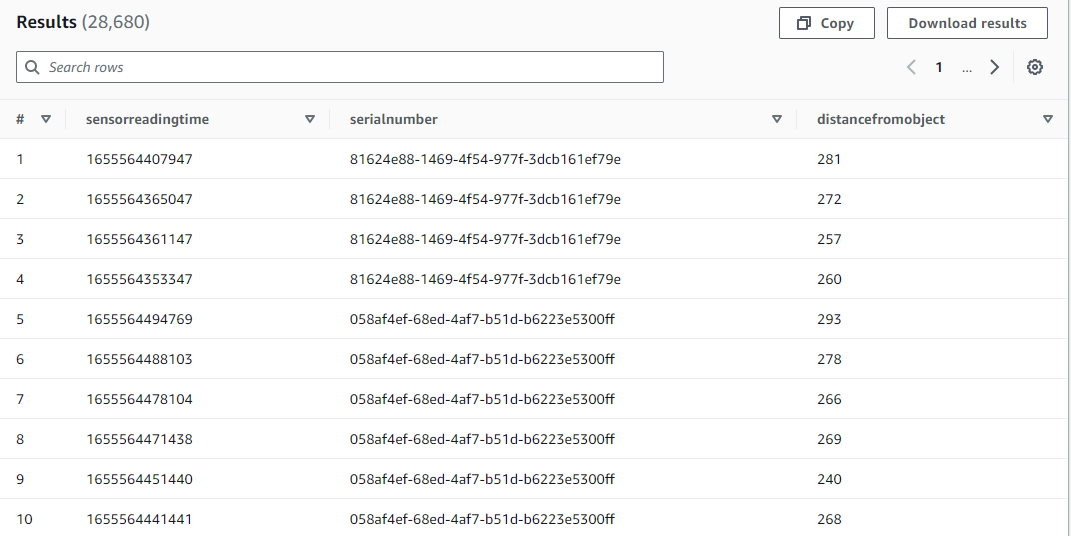 Results (28,680) Copy Download results
Search rows 1 ...
# sensorreadingtime serialnumber distancefromobject
1 1655564407947 81624e88-1469-4f54-977f-3dcb161ef79e 281
2 1655564365047 81624e88-1469-4f54-977f-3dcb161ef79e 272
3 1655564361147 81624e88-1469-4f54-977f-3dcb161ef79e 257
4 1655564353347 81624e88-1469-4f54-977f-3dcb161ef79e 260
5 1655564494769 058af4ef-68ed-4af7-b51d-b6223e5300ff 293
6 1655564488103 058af4ef-68ed-4af7-b51d-b6223e5300ff 278
7 1655564478104 058af4ef-68ed-4af7-b51d-b6223e5300ff 266
8 1655564471438 058af4ef-68ed-4af7-b51d-b6223e5300ff 269
9 1655564451440 058af4ef-68ed-4af7-b51d-b6223e5300ff 240
10 1655564441441 058af4ef-68ed-4af7-b51d-b6223e5300ff 268